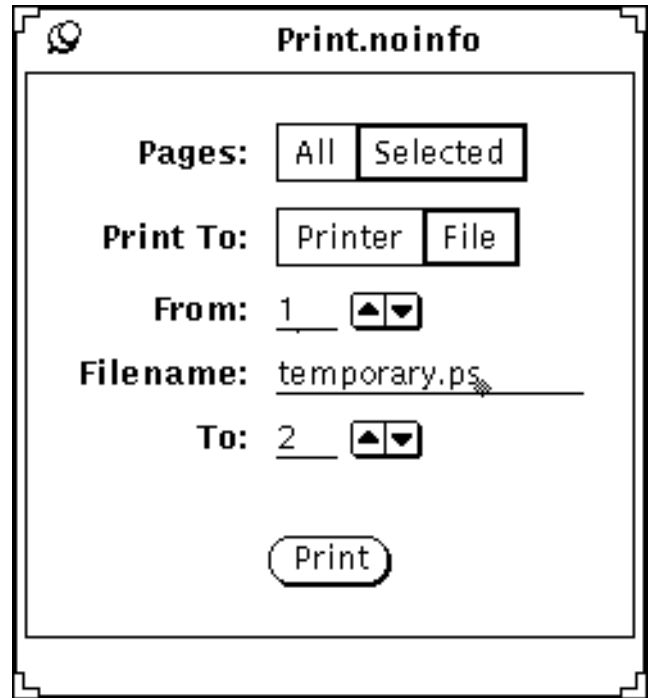 Print.noinfo
Pages: All Selected
Print To: Printer File
From: 1
Filename: temporary.ps
To: 2
Print